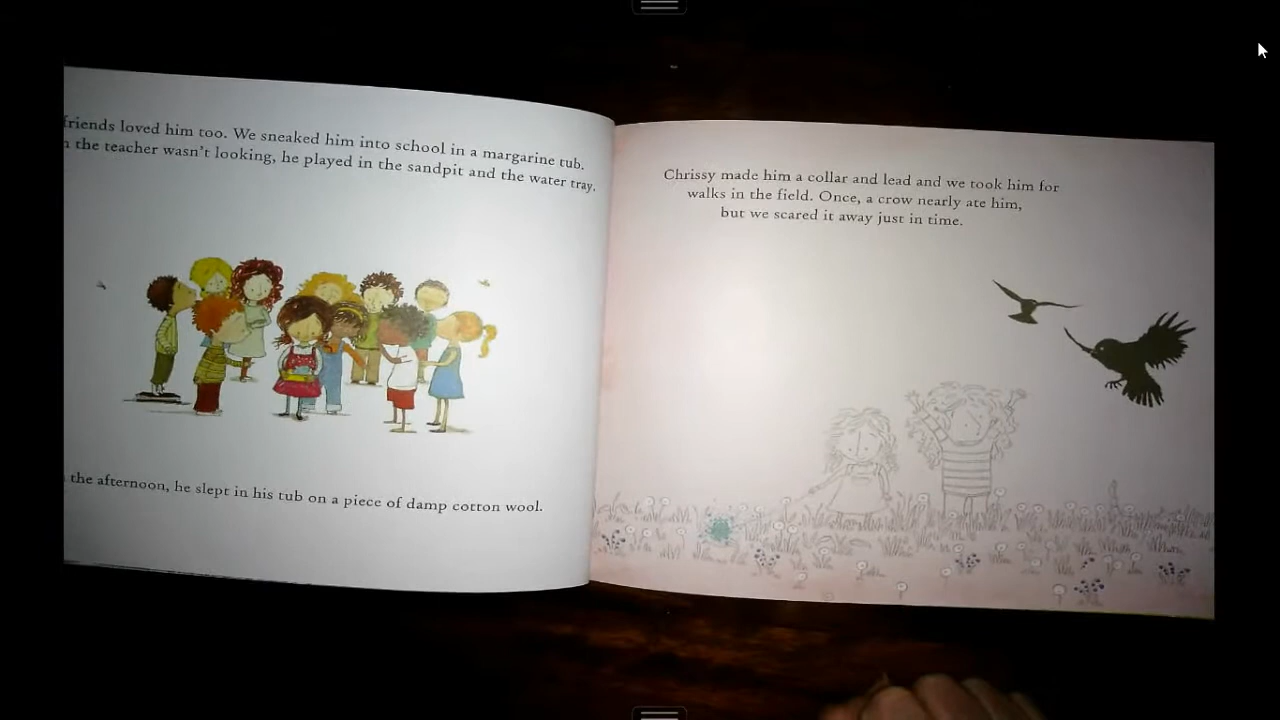 friends loved him too. We sneaked him into school in a margarine tub.
the teacher wasn't looking, he played in the sandpit and the water tray.
the afternoon, he slept in his tub on a piece of damp cotton wool.
Chrissy made him a collar and lead and we took him for
walks in the field. Once, a crow nearly ate him,
but we scared it away just in time.